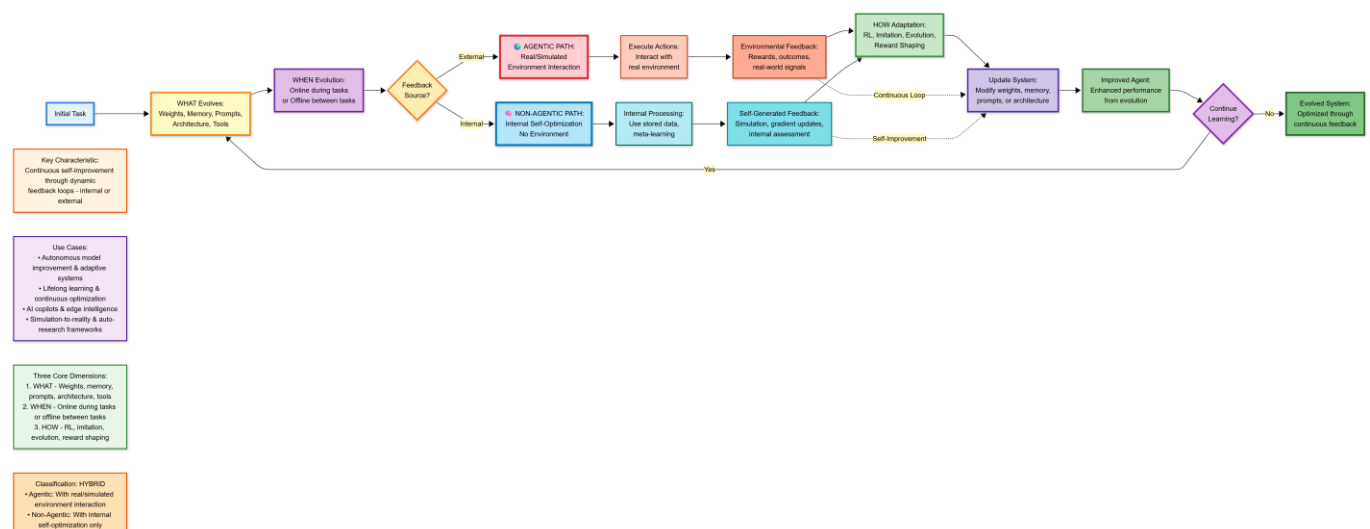 Initial Task
WHAT Evolves:
Weights, Memory, Prompts,
Architecture, Tools
WHEN Evolution:
Online during tasks
or Offline between tasks
Feedback
Source?
External
Internal
AGENTIC PATH:
Real/Simulated
Environment Interaction
Execute Actions:
Interact with
real environment
Environmental Feedback:
Rewards, outcomes,
real-world signals
NON-AGENTIC PATH:
Internal Self-Optimization
No Environment
Internal Processing:
Use stored data,
meta-learning
Self-Generated Feedback:
Simulation, gradient updates,
internal assessment
HOW Adaptation:
RL, Imitation, Evolution,
Reward Shaping
Continuous Loop
Self-Improvement
Update System:
Modify weights, memory,
prompts, or architecture
Improved Agent:
Enhanced performance
from evolution
Continue
Learning?
No
Yes
Evolved System:
Optimized through
continuous feedback
Key Characteristic:
Continuous self-improvement
through dynamic
feedback loops - internal or
external
Use Cases:
• Autonomous model
improvement & adaptive
systems
• Lifelong learning &
continuous optimization
• AI copilots & edge intelligence
• Simulation-to-reality & auto-
research frameworks
Three Core Dimensions:
1. WHAT - Weights, memory,
prompts, architecture, tools
2. WHEN - Online during tasks
or offline between tasks
3. HOW - RL, imitation,
evolution, reward shaping
Classification: HYBRID
• Agentic: With real/simulated
environment interaction
• Non-Agentic: With internal
self-optimization only